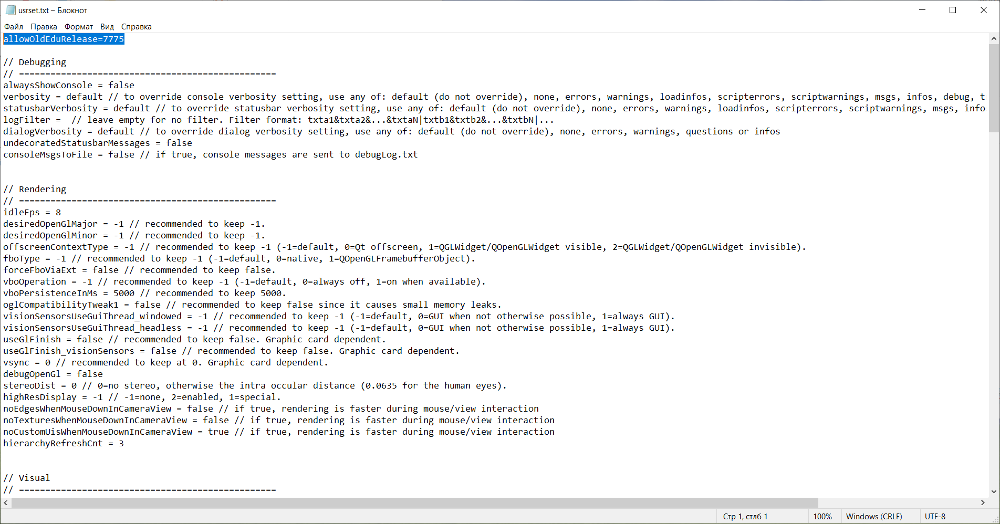 usrset.txt – Блокнот
Файл Правка Формат Вид Справка
allowOldEduRelease=7775
// Debugging
// =================================================
alwaysShowConsole = false
verbosity = default // to override console verbosity setting, use any of: default (do not override), none, errors, warnings, loadinfos, scripterrors, scriptwarnings, msgs, infos, debug, t
statusbarVerbosity = default // to override statusbar verbosity setting, use any of: default (do not override), none, errors, warnings, loadinfos, scripterrors, scriptwarnings, msgs, info
logFilter =  // leave empty for no filter. Filter format: txta1&txta2&...&txtaN|txtb1&txtb2&...&txtbN|...
dialogVerbosity = default // to override dialog verbosity setting, use any of: default (do not override), none, errors, warnings, questions or infos
undecoratedStatusbarMessages = false
consoleMsgsToFile = false // if true, console messages are sent to debugLog.txt
// Rendering
// =================================================
idleFps = 8
desiredOpenGlMajor = -1 // recommended to keep -1.
desiredOpenGlMinor = -1 // recommended to keep -1.
offscreenContextType = -1 // recommended to keep -1 (-1=default, 0=Qt offscreen, 1=QGLWidget/QOpenGLWidget visible, 2=QGLWidget/QOpenGLWidget invisible).
fboType = -1 // recommended to keep -1 (-1=default, 0=native, 1=QOpenGLFramebufferObject).
forceFboViaExt = false // recommended to keep false.
vboOperation = -1 // recommended to keep -1 (-1=default, 0=always off, 1=on when available).
vboPersistenceInMs = 5000 // recommended to keep 5000.
oglCompatibilityTweak1 = false // recommended to keep false since it causes small memory leaks.
visionSensorsUseGuiThread_windowed = -1 // recommended to keep -1 (-1=default, 0=GUI when not otherwise possible, 1=always GUI).
visionSensorsUseGuiThread_headless = -1 // recommended to keep -1 (-1=default, 0=GUI when not otherwise possible, 1=always GUI).
useGlFinish = false // recommended to keep false. Graphic card dependent.
useGlFinish_visionSensors = false // recommended to keep false. Graphic card dependent.
vsync = 0 // recommended to keep at 0. Graphic card dependent.
debugOpenGl = false
stereoDist = 0 // 0=no stereo, otherwise the intra occular distance (0.0635 for the human eyes).
highResDisplay = -1 // -1=none, 2=enabled, 1=special.
noEdgesWhenMouseDownInCameraView = false // if true, rendering is faster during mouse/view interaction
noTexturesWhenMouseDownInCameraView = false // if true, rendering is faster during mouse/view interaction
noCustomUisWhenMouseDownInCameraView = true // if true, rendering is faster during mouse/view interaction
hierarchyRefreshCnt = 3
// Visual
// =================================================
Стр 1, стлб 1 100% Windows (CRLF) UTF-8